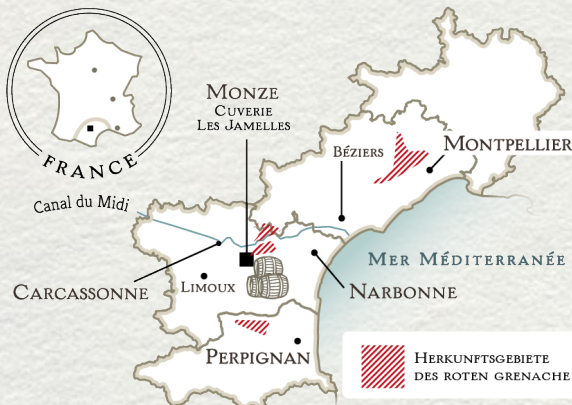 FRANCE
MONZE
CUVERIE
LES JAMELLES
BÉZIERS
MONTPELLIER
Canal du Midi
MER MÉDITERRANÉE
CARCASSONNE
LIMOUX
NARBONNE
PERPIGNAN
HERKUNFTSGEBIETE
DES ROTEN GRENACHE